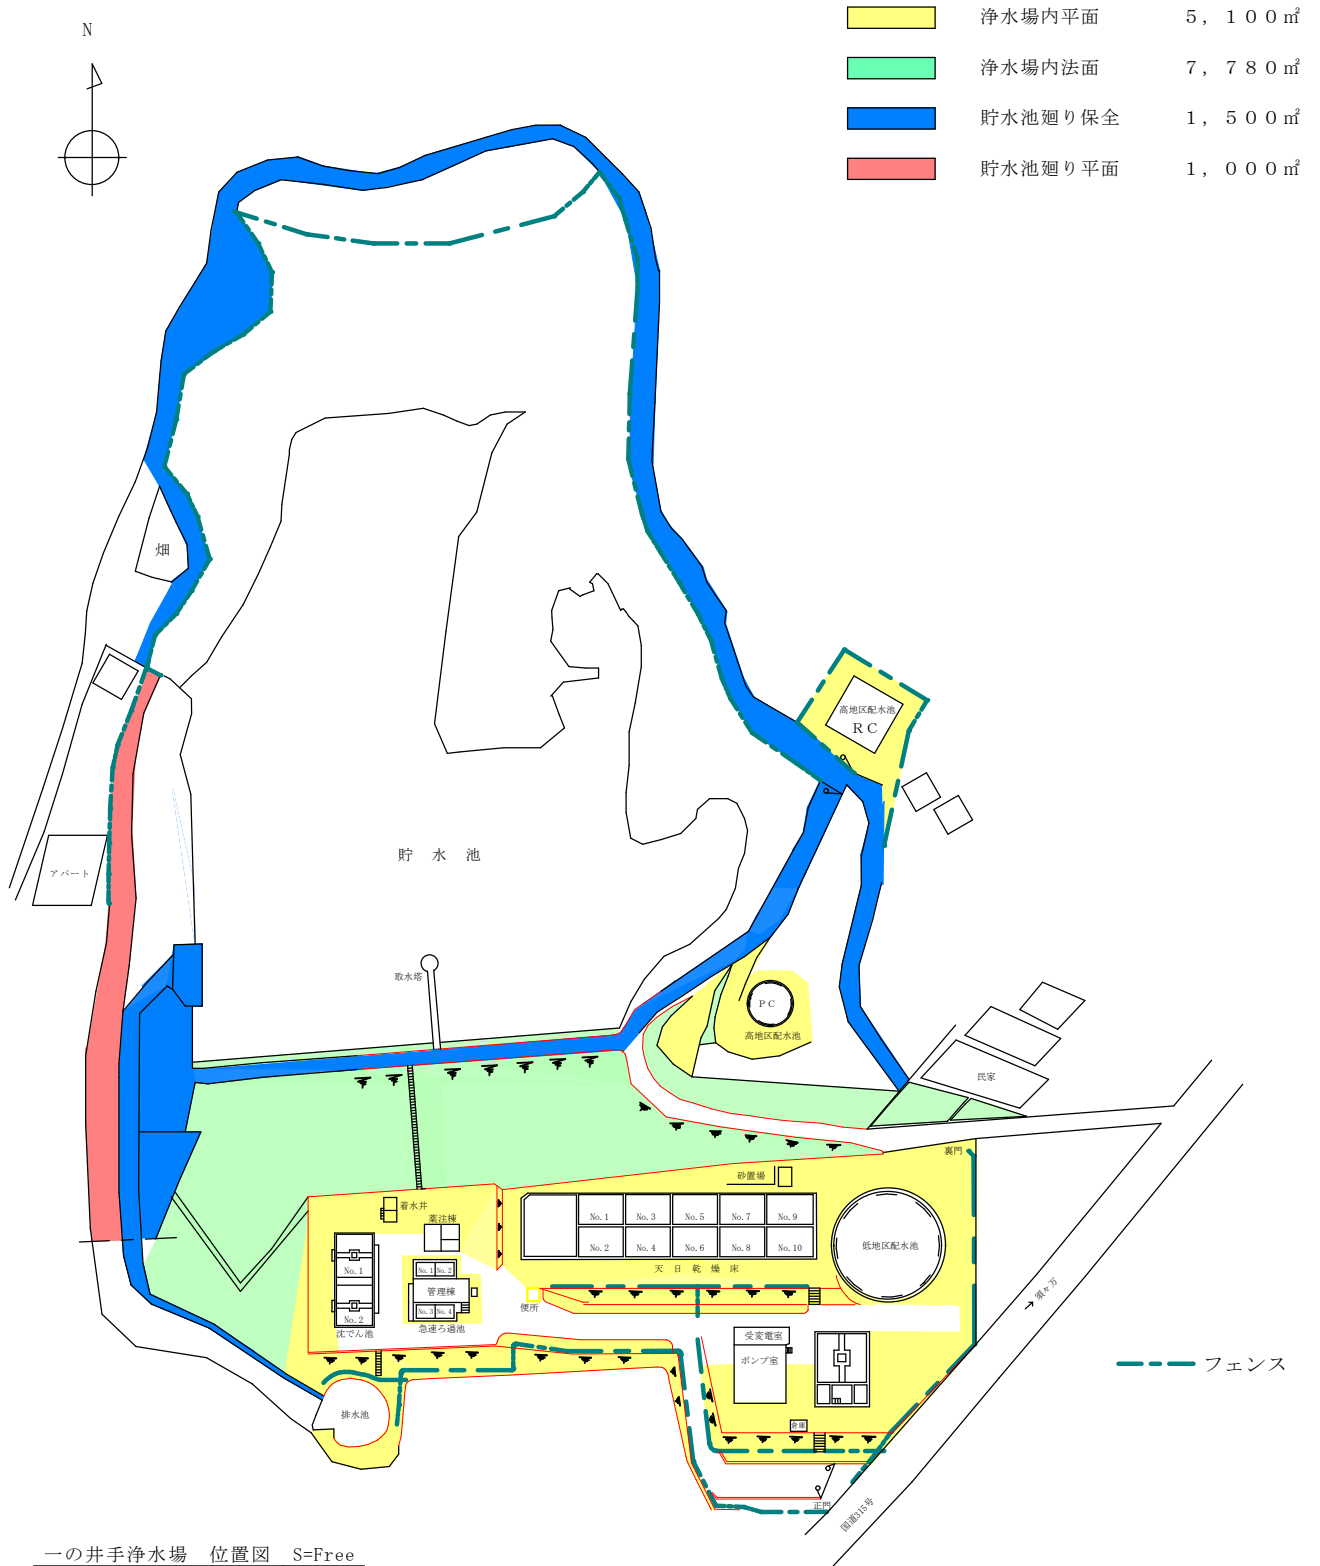 N
浄水場内平面 5,100㎡
浄水場内法面 7,780㎡
貯水池廻り保全 1,500㎡
貯水池廻り平面 1,000㎡
畑
高地区配水池
RC
アパート
貯水池
取水塔
PC
高地区配水池
民家
裏門
砂置場
着水井
薬注棟
No.1 No.3 No.5 No.7 No.9
No.2 No.4 No.6 No.8 No.10
低地区配水池
天日乾燥床
No.1
No.1 No.2
管理棟
No.3 No.4
No.2
便所
沈でん池
急速ろ過池
→ 須々万
受変電室
ポンプ室
フェンス
排水池
倉庫
正門
国道315号
一の井手浄水場 位置図 S=Free